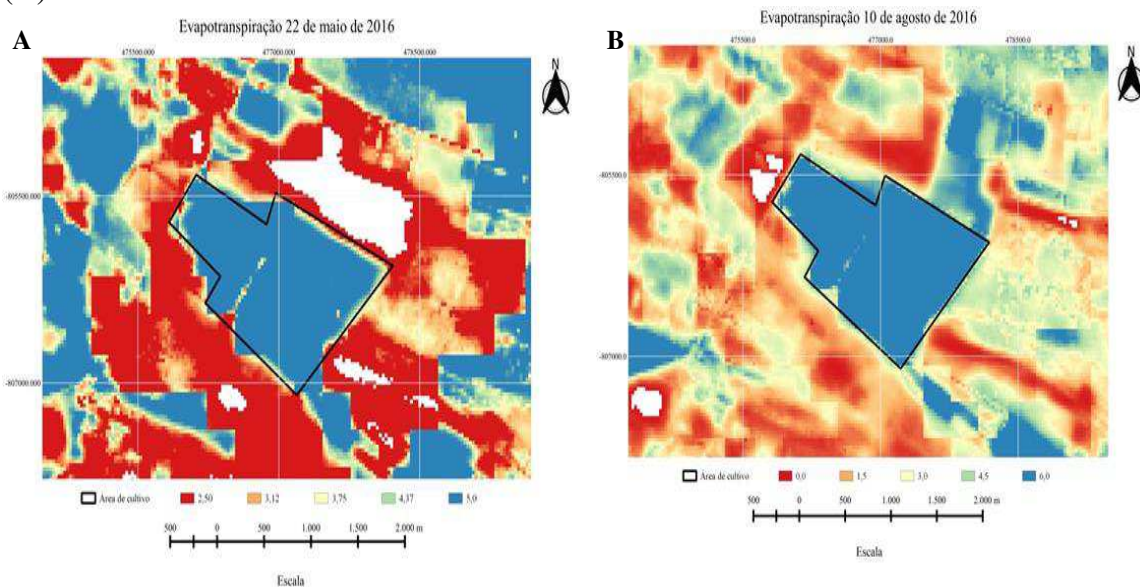 Evapotranspiração 22 de maio de 2016
A
475500.000 477000.000 478500.000
N
-805500.000
-807000.000
Área de cultivo 2,50 3,12 3,75 4,37 5,0
500 0 500 1.000 1.500 2.000 m
Escala
Evapotranspiração 10 de agosto de 2016
B
475500.0 477000.0 478500.0
N
-805500.0
-807000.0
Área de cultivo 0,0 1,5 3,0 4,5 6,0
500 0 500 1.000 1.500 2.000 m
Escala